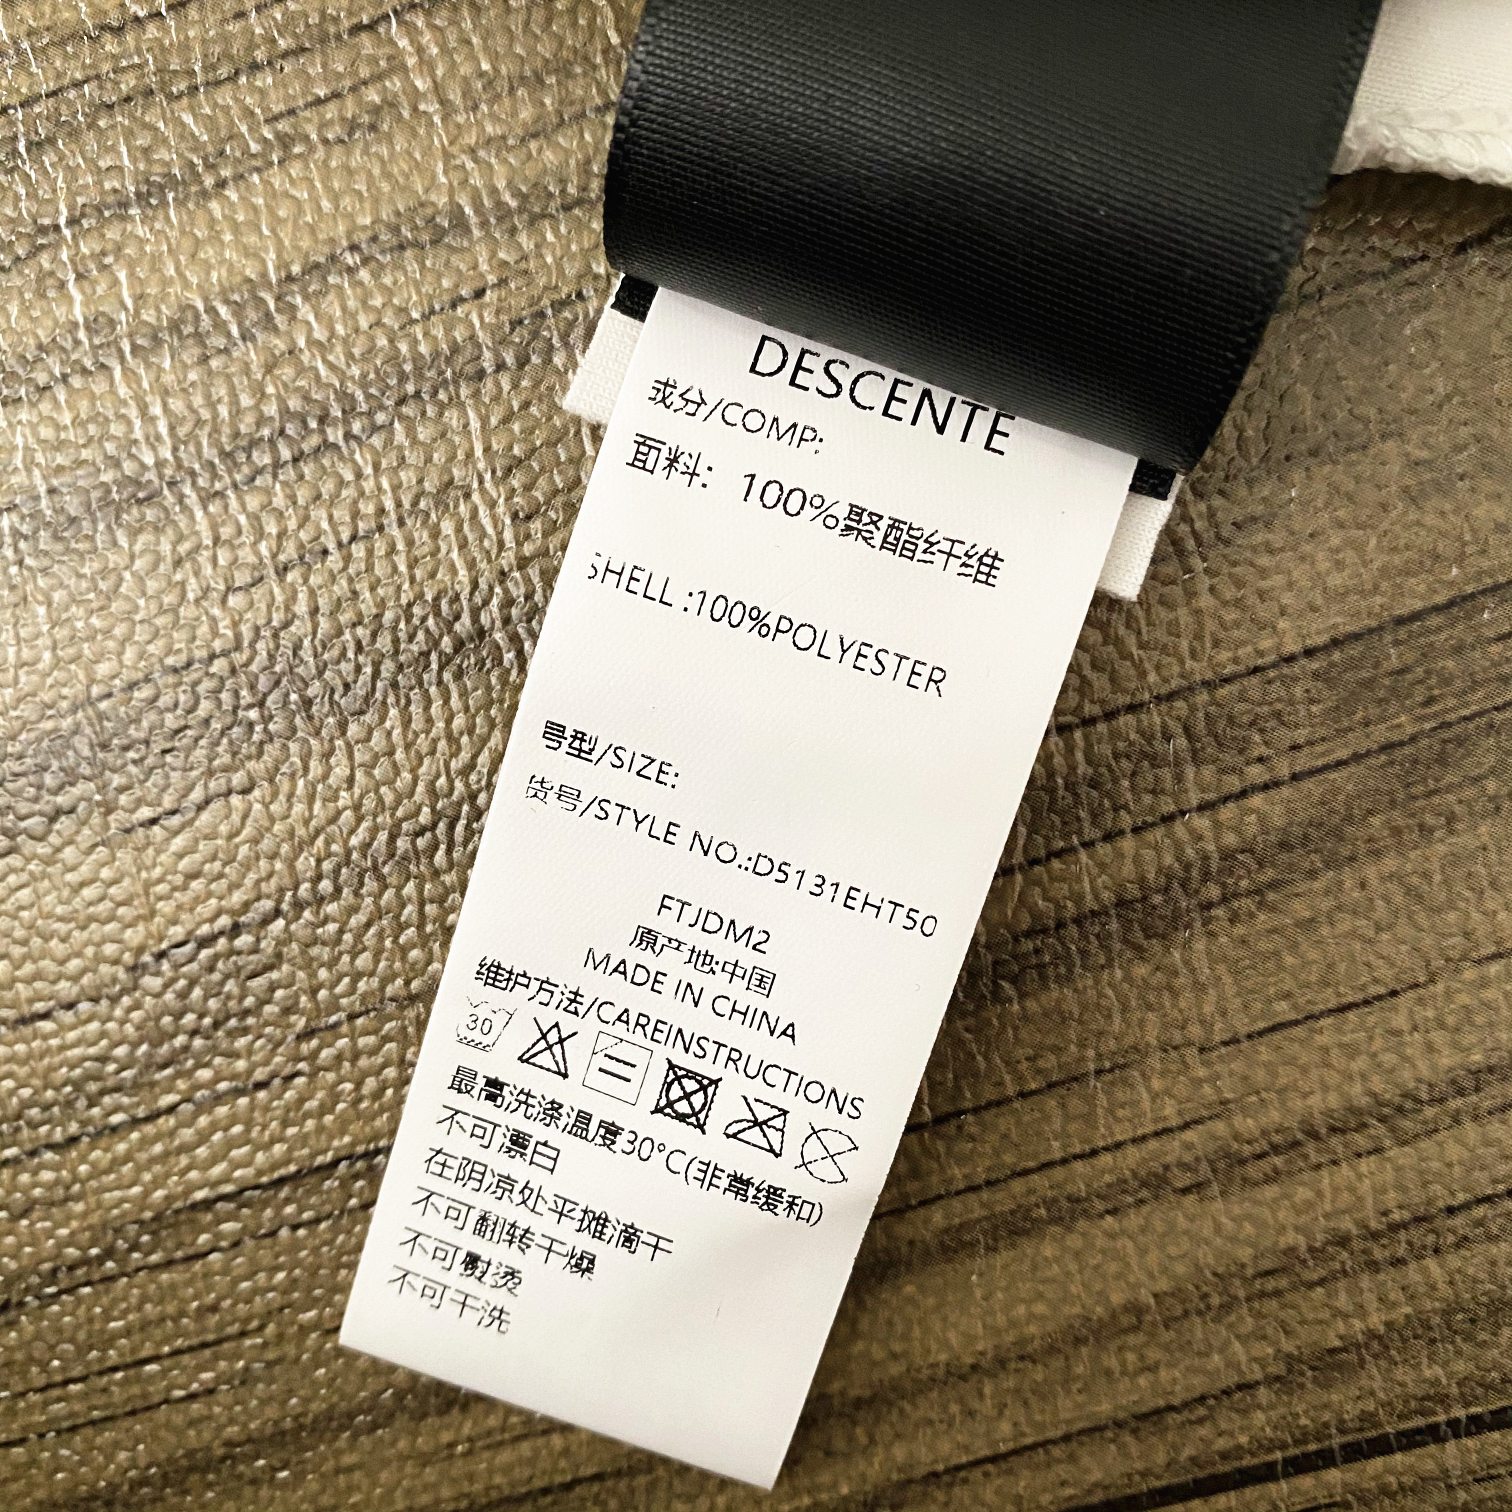 DESCENTE
成分/COMP:
面料: 100%聚酯纤维
SHELL :100%POLYESTER
号型/SIZE:
货号/STYLE NO.:D5131EHT50
FTJDM2
原产地:中国
MADE IN CHINA
维护方法/CAREINSTRUCTIONS
30
最高洗涤温度30°C(非常缓和)
不可漂白
在阴凉处平摊滴干
不可翻转干燥
不可熨烫
不可干洗